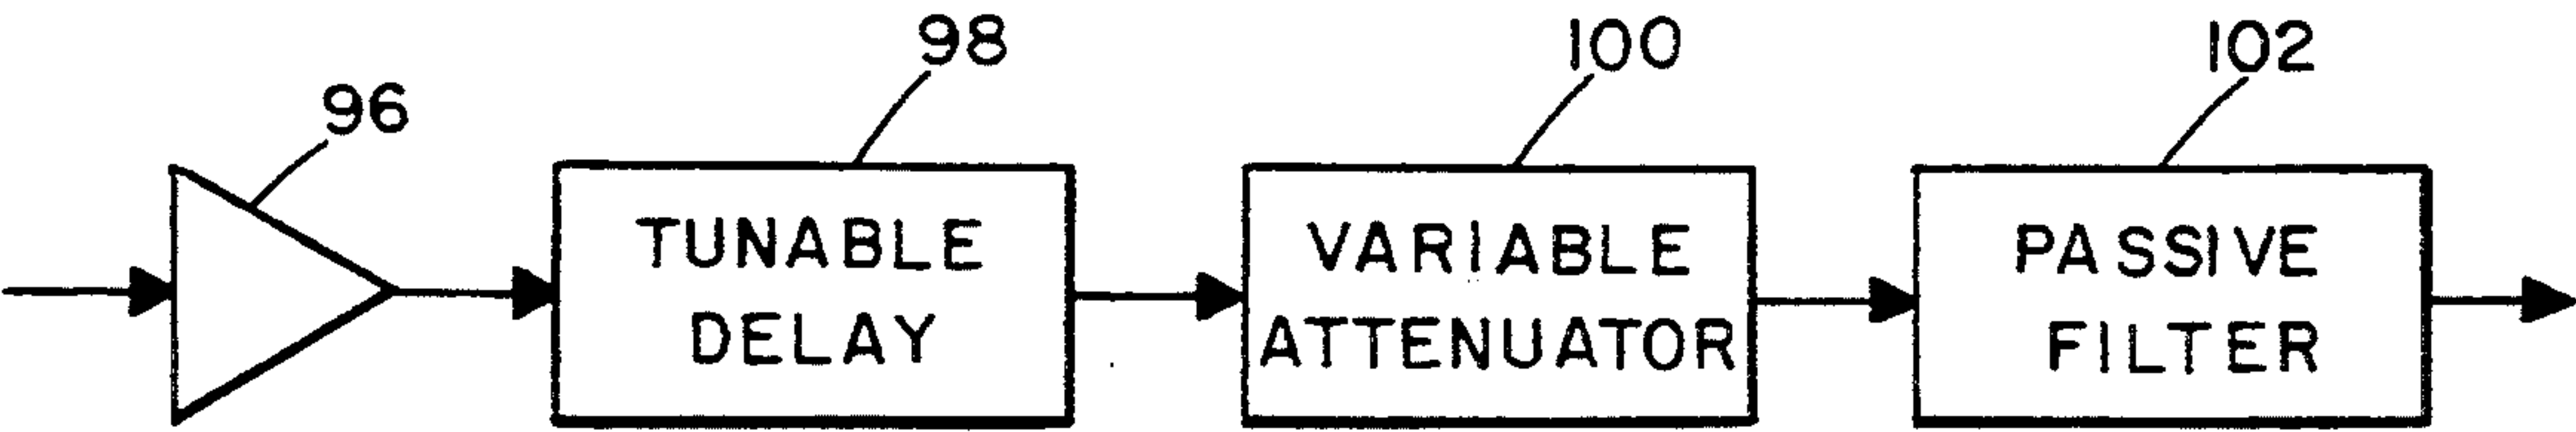 96
98
100
102
TUNABLE
DELAY
VARIABLE
ATTENUATOR
PASSIVE
FILTER